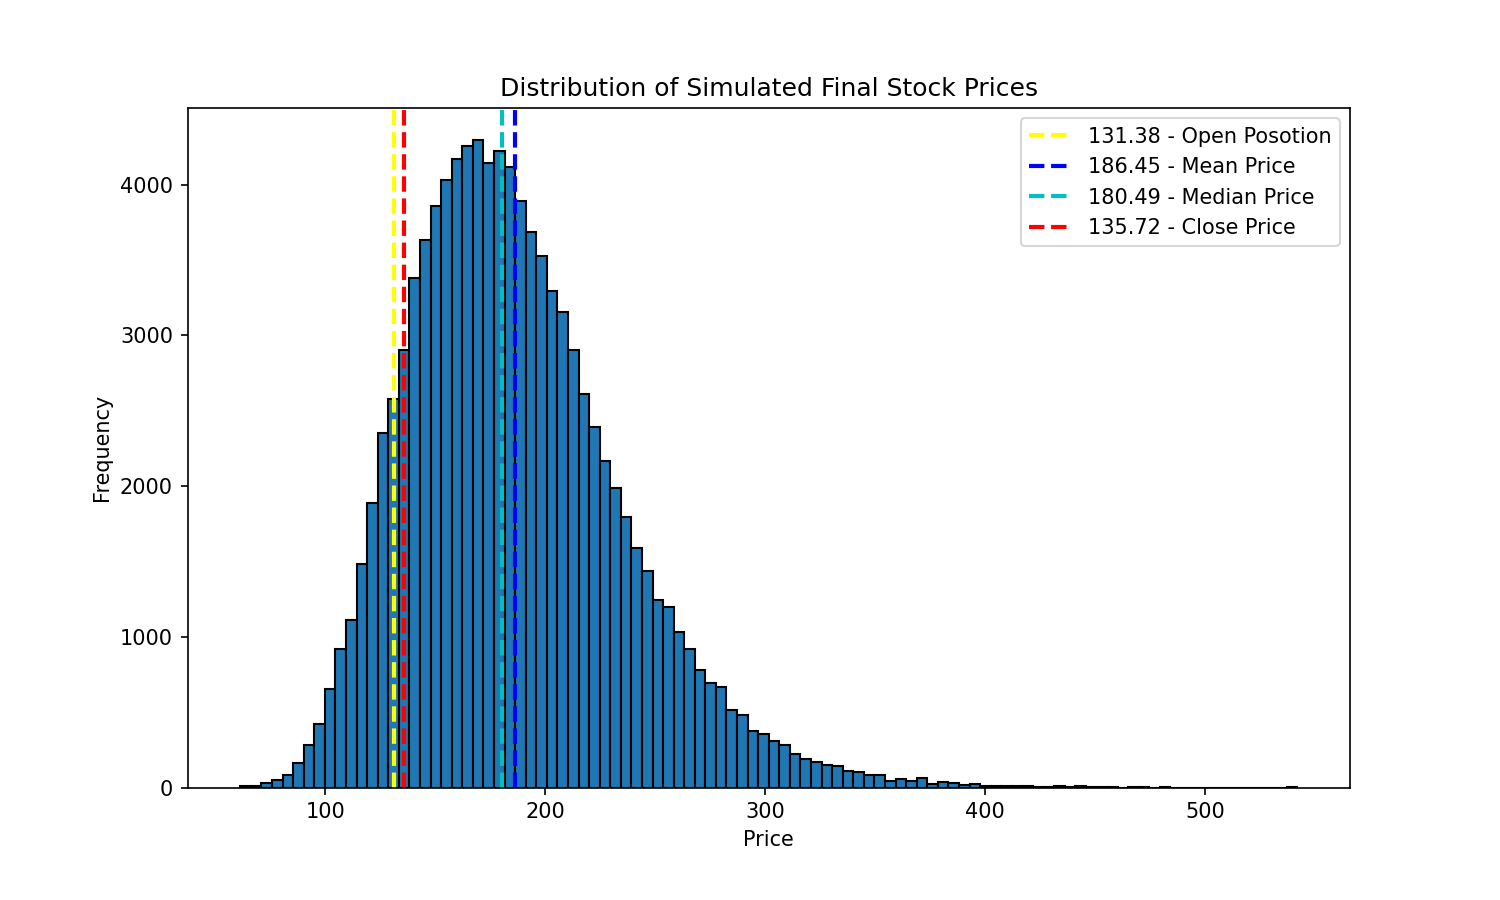 Distribution of Simulated Final Stock Prices
131.38 - Open Posotion
186.45 - Mean Price
180.49 - Median Price
135.72 - Close Price
4000
3000
2000
1000
0
Frequency
100 200 300 400 500
Price